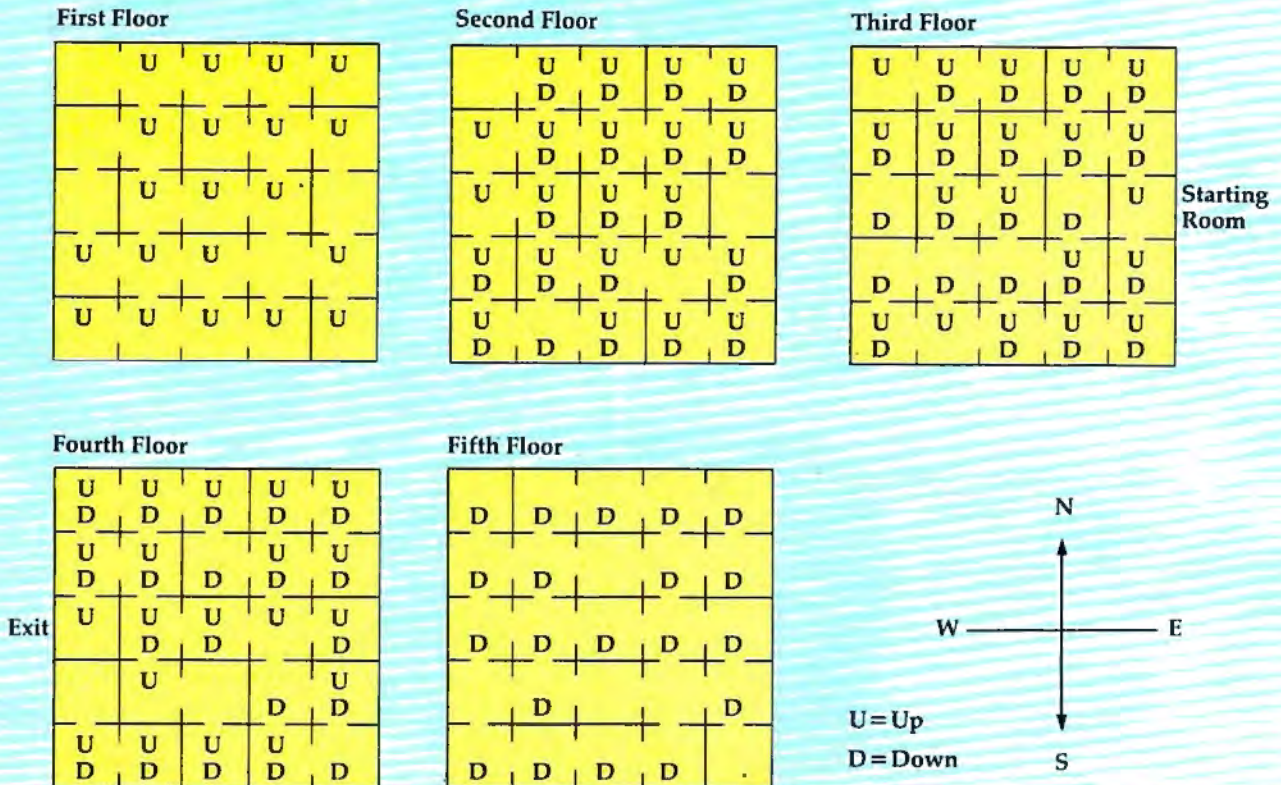 First Floor
U U U U
U U U U
U U U
U U U U
U U U U U
Second Floor
U U U U
D D D D
U U U U U
D D D D
U U U U
D D D
U U U U U
D D D D
U U U U
D D D D D
Third Floor
U U U U U
D D D D
U U U U U
D D D D D
U U U
D D D D
U U
D D D D D
U U U U U
D D D D
Starting
Room
Fourth Floor
U U U U U
D D D D D
U U U U
D D D D D
Exit
U U U U U
D D D
U U
D D
U U U U
D D D D D
Fifth Floor
D D D D D
D D D D
D D D D D
D D
D D D D
N
W E
S
U=Up
D=Down